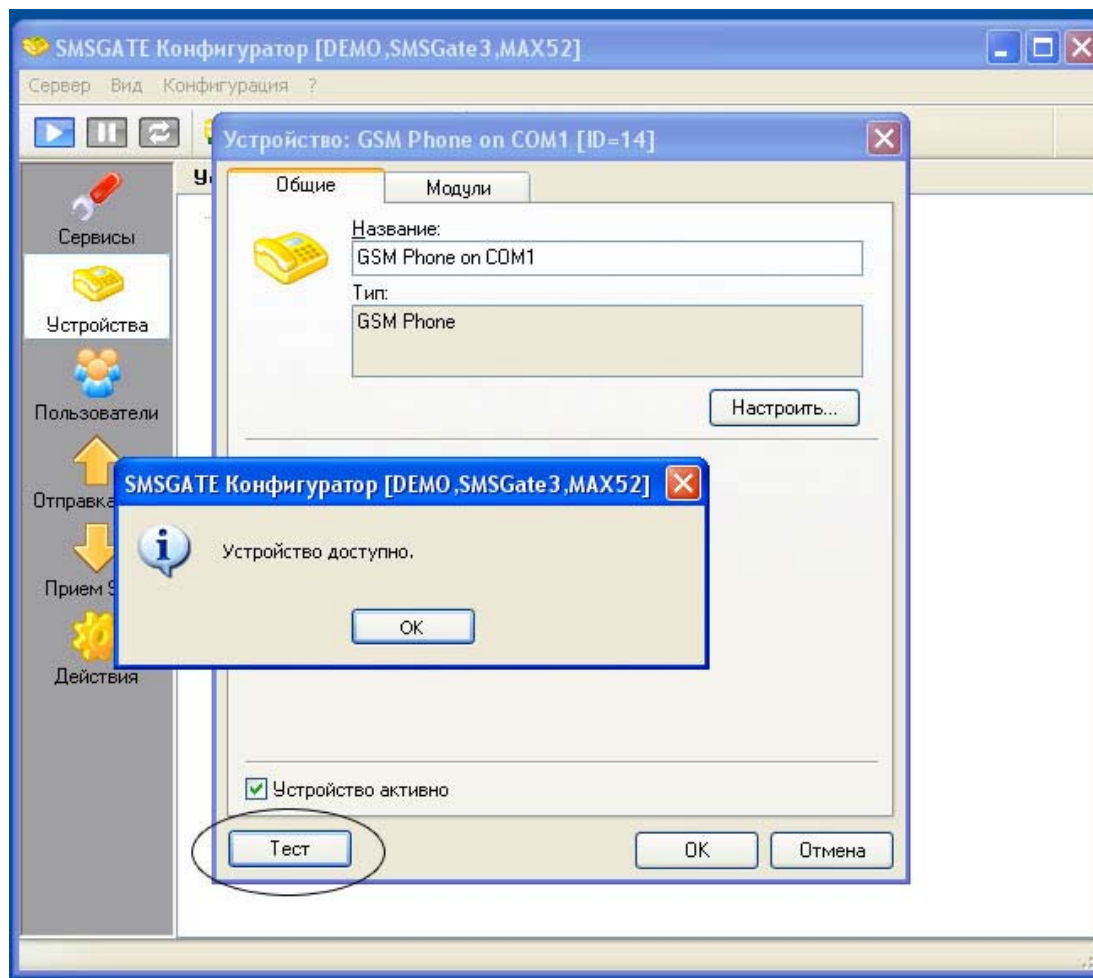 SMSGATE Конфигуратор [DEMO,SMSGate3,MAX52]
Сервер Вид Конфигурация ?
Устройство: GSM Phone on COM1 [ID=14]
Общие Модули
Сервисы
Название:
GSM Phone on COM1
Тип:
GSM Phone
Устройства
Настроить...
Пользователи
SMSGATE Конфигуратор [DEMO,SMSGate3,MAX52]
Отправка
Устройство доступно.
Прием
OK
Действия
Устройство активно
Тест OK Отмена